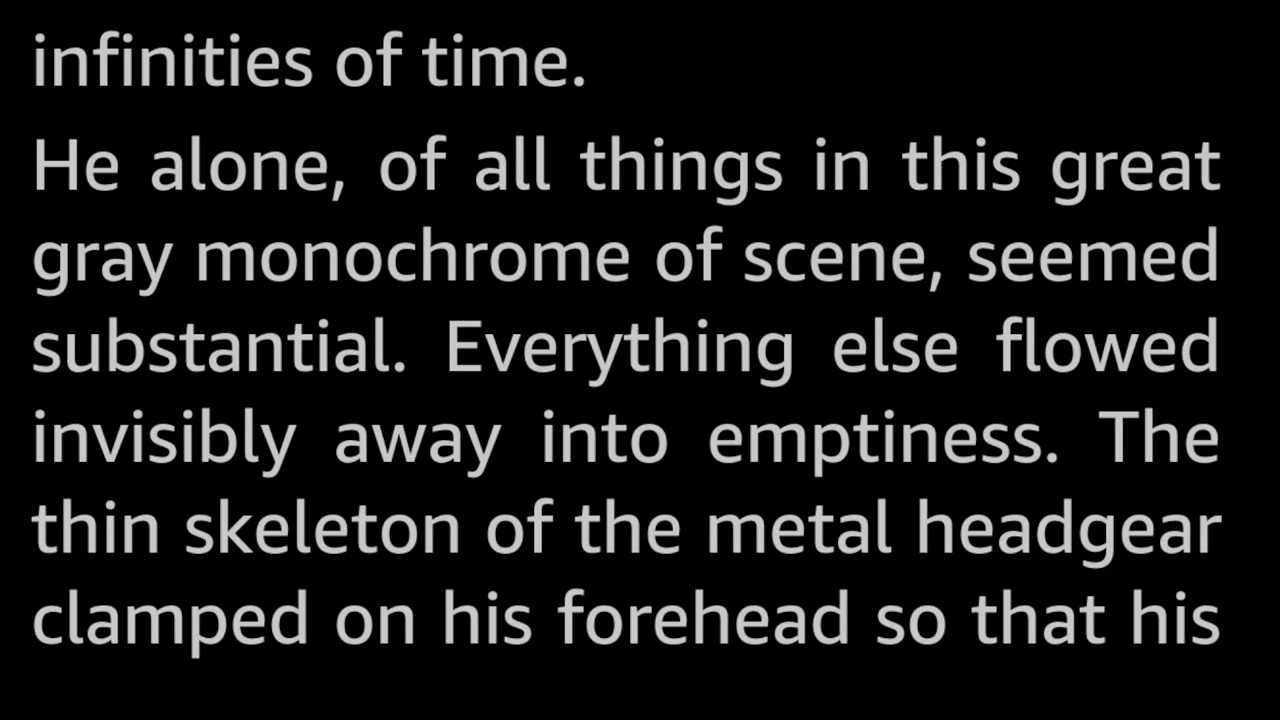 infinities of time.
He alone, of all things in this great
gray monochrome of scene, seemed
substantial. Everything else flowed
invisibly away into emptiness. The
thin skeleton of the metal headgear
clamped on his forehead so that his